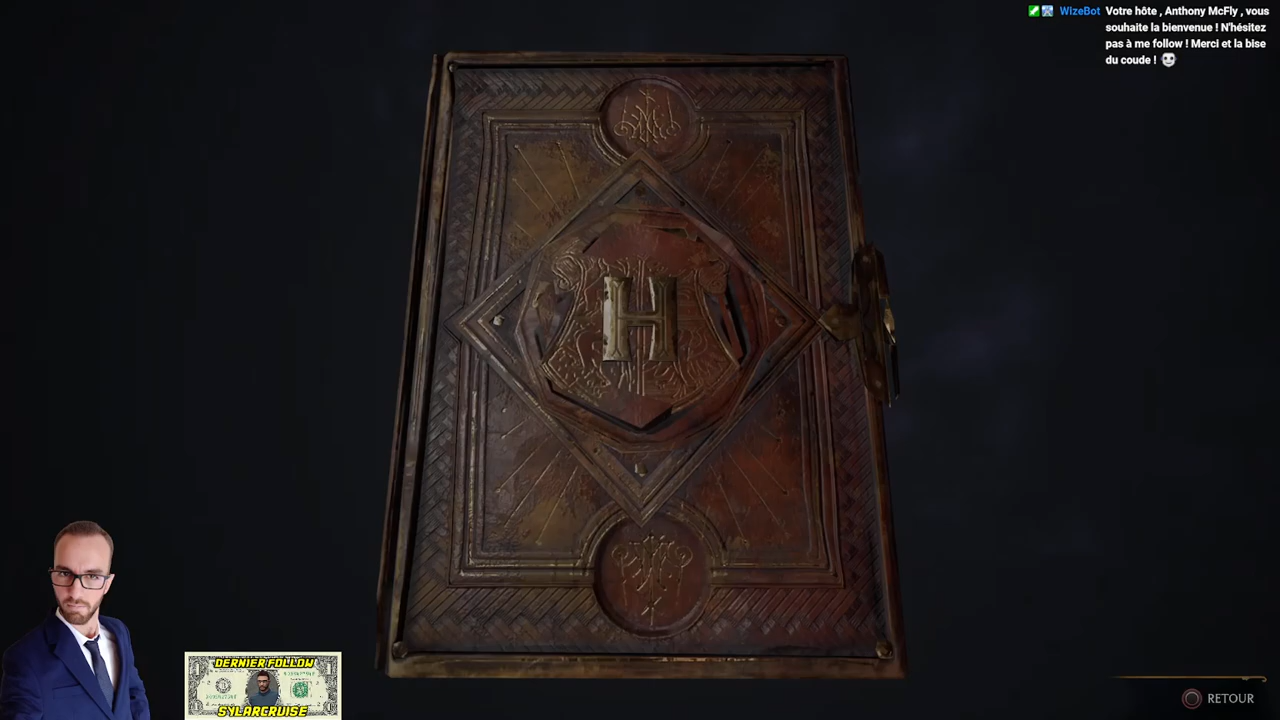 WizeBot Votre hôte , Anthony McFly , vous
souhaite la bienvenue ! N'hésitez
pas à me follow ! Merci et la bise
du coude !
H
DERNIER FOLLOW
SYLARCRUISE
RETOUR